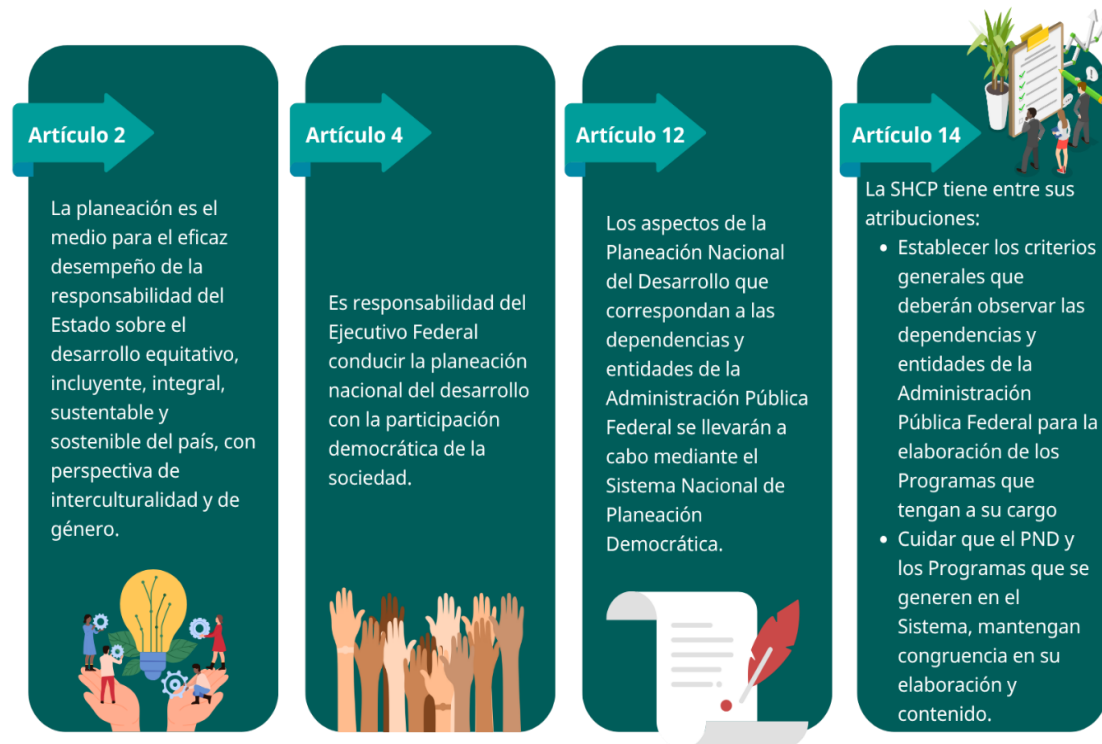 Artículo 2
La planeación es el
medio para el eficaz
desempeño de la
responsabilidad del
Estado sobre el
desarrollo equitativo,
incluyente, integral,
sustentable y
sostenible del país, con
perspectiva de
interculturalidad y de
género.
Artículo 4
Es responsabilidad del
Ejecutivo Federal
conducir la planeación
nacional del desarrollo
con la participación
democrática de la
sociedad.
Artículo 12
Los aspectos de la
Planeación Nacional
del Desarrollo que
correspondan a las
dependencias y
entidades de la
Administración Pública
Federal se llevarán a
cabo mediante el
Sistema Nacional de
Planeación
Democrática.
Artículo 14
La SHCP tiene entre sus
atribuciones:
• Establecer los criterios
generales que
deberán observar las
dependencias y
entidades de la
Administración
Pública Federal para la
elaboración de los
Programas que
tengan a su cargo
• Cuidar que el PND y
los Programas que se
generen en el
Sistema, mantengan
congruencia en su
elaboración y
contenido.